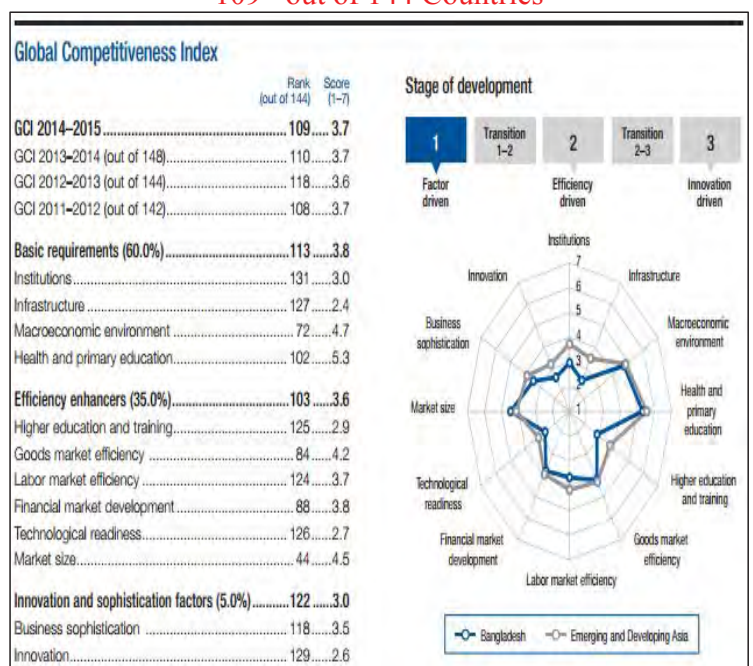 109 out of 144 Countries
Global Competitiveness Index
Rank Score
(out of 144) (1–7)
GCI 2014–2015.....109.....3.7
GCI 2013–2014 (out of 148).....110.....3.7
GCI 2012–2013 (out of 144).....118.....3.6
GCI 2011–2012 (out of 142).....108.....3.7
Basic requirements (60.0%).....113.....3.8
Institutions.....131.....3.0
Infrastructure.....127.....2.4
Macroeconomic environment.....72.....4.7
Health and primary education.....102.....5.3
Efficiency enhancers (35.0%).....103.....3.6
Higher education and training.....125.....2.9
Goods market efficiency.....84.....4.2
Labor market efficiency.....124.....3.7
Financial market development.....88.....3.8
Technological readiness.....126.....2.7
Market size.....44.....4.5
Innovation and sophistication factors (5.0%).....122.....3.0
Business sophistication.....118.....3.5
Innovation.....129.....2.6
Stage of development
1
Transition
1–2
2
Transition
2–3
3
Factor
driven
Efficiency
driven
Innovation
driven
Institutions
Infrastructure
Macroeconomic
environment
Health and
primary
education
Higher education
and training
Goods market
efficiency
Labor market efficiency
Financial market
development
Technological
readiness
Market size
Business
sophistication
Innovation
7
6
5
4
3
2
1
Bangladesh
Emerging and Developing Asia